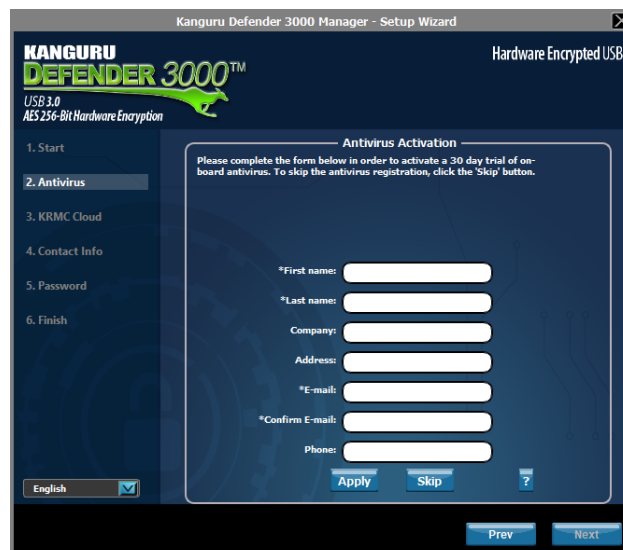 Kanguru Defender 3000 Manager - Setup Wizard
KANGURU
DEFENDER 3000™
USB 3.0
AES 256-Bit Hardware Encryption
Hardware Encrypted USB
1. Start
2. Antivirus
3. KRMC Cloud
4. Contact Info
5. Password
6. Finish
English
Antivirus Activation
Please complete the form below in order to activate a 30 day trial of on-
board antivirus. To skip the antivirus registration, click the 'Skip' button.
*First name:
*Last name:
Company:
Address:
*E-mail:
*Confirm E-mail:
Phone:
Apply Skip ?
Prev Next